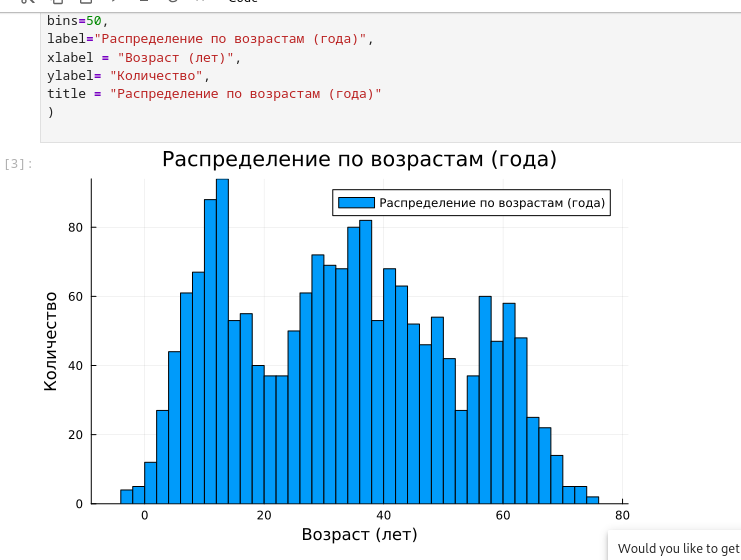 bins=50,
label="Распределение по возрастам (года)",
xlabel = "Возраст (лет)",
ylabel= "Количество",
title = "Распределение по возрастам (года)"
)
[3]:
Распределение по возрастам (года)
Распределение по возрастам (года)
Количество
80
60
40
20
0
0 20 40 60 80
Возраст (лет)
Would you like to get